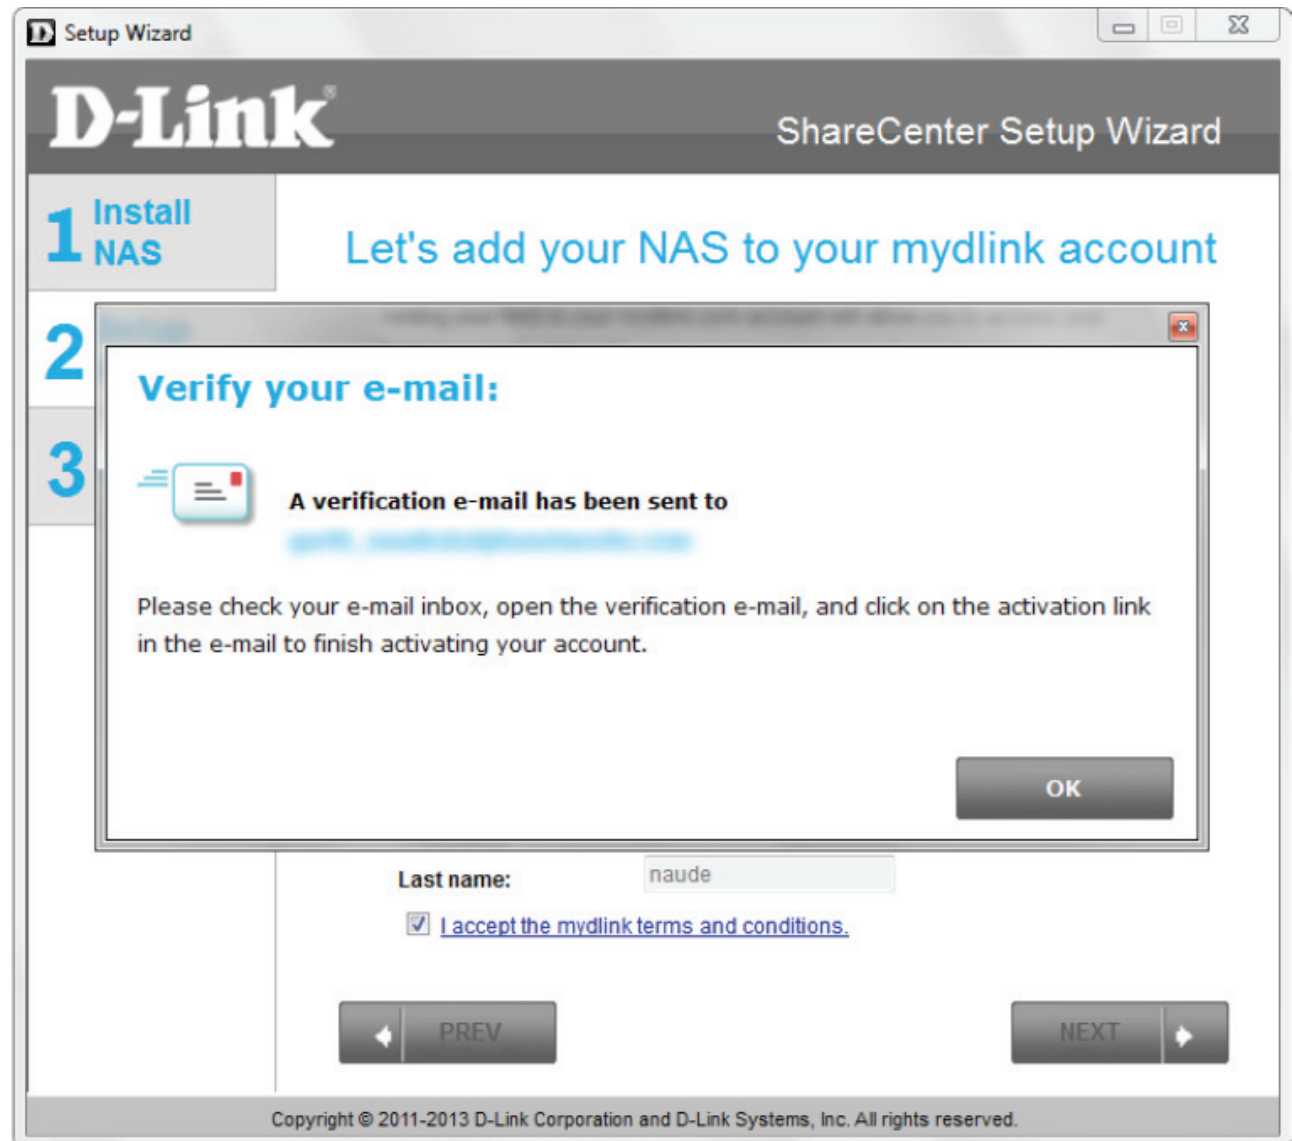 Setup Wizard
D-Link®
ShareCenter Setup Wizard
1 Install
NAS
Let's add your NAS to your mydlink account
2
3
Verify your e-mail:
A verification e-mail has been sent to
Please check your e-mail inbox, open the verification e-mail, and click on the activation link
in the e-mail to finish activating your account.
OK
Last name: naude
I accept the mydlink terms and conditions.
PREV
NEXT
Copyright © 2011-2013 D-Link Corporation and D-Link Systems, Inc. All rights reserved.